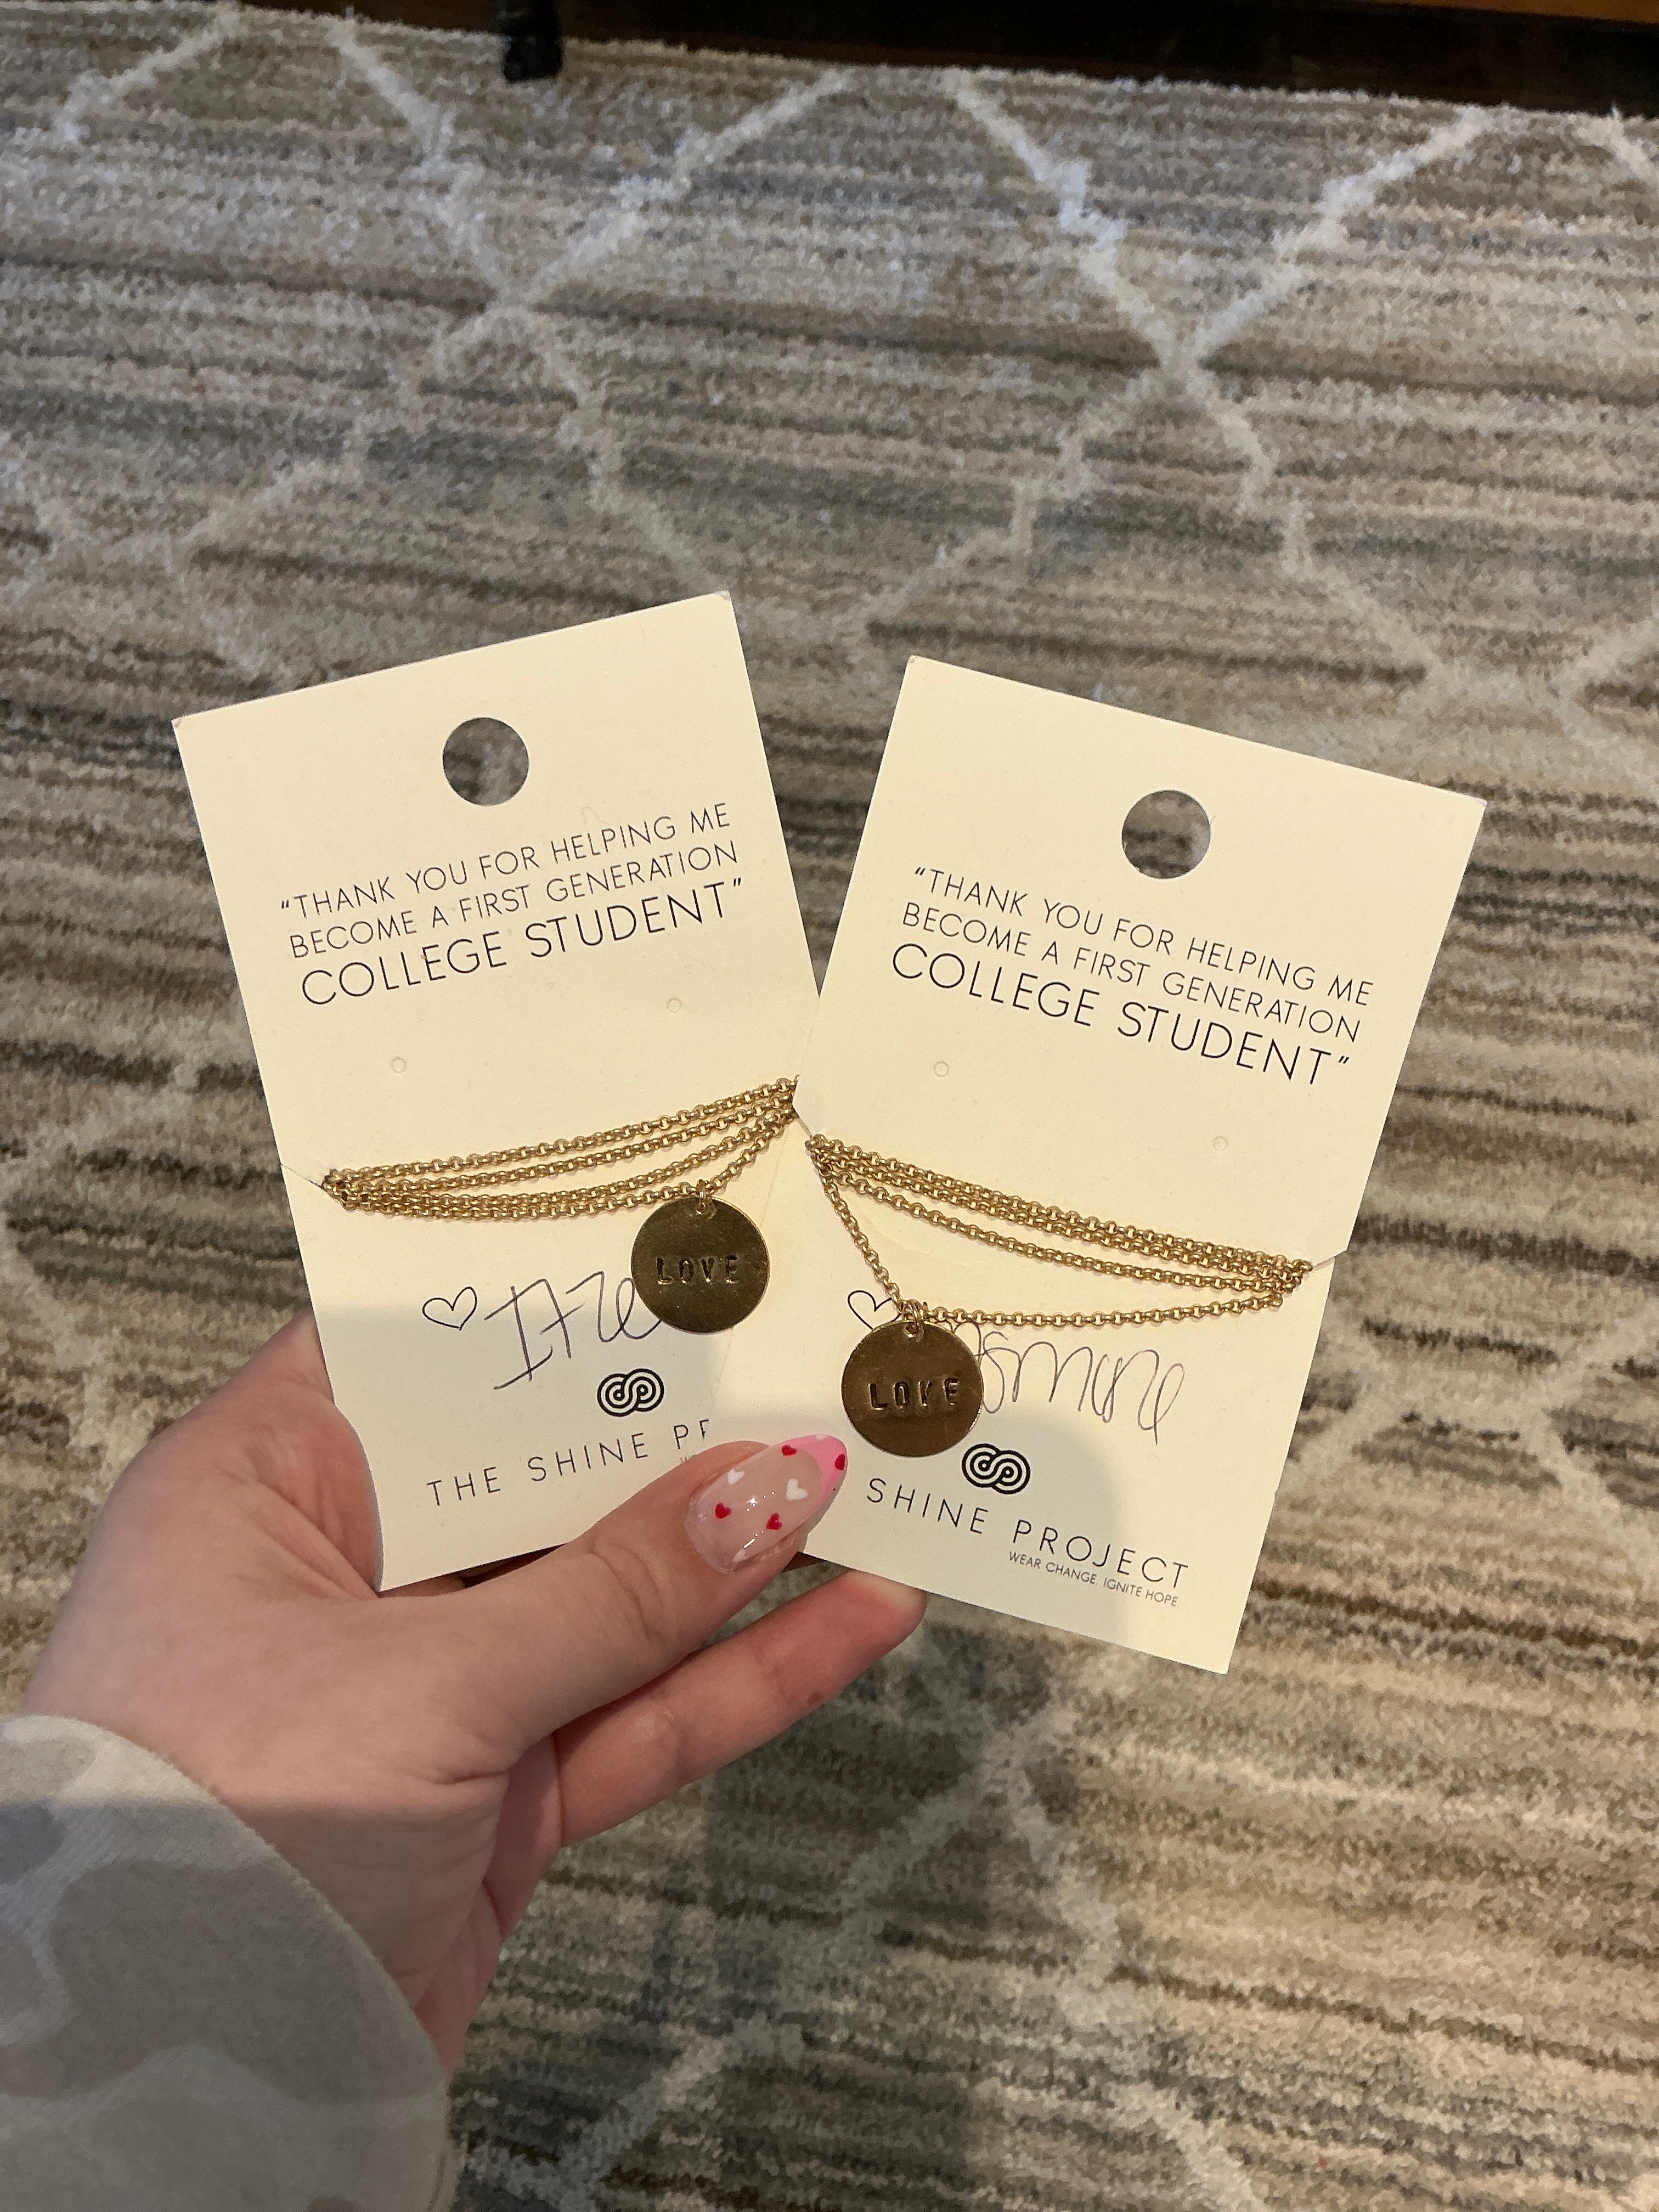 "THANK YOU FOR HELPING ME
BECOME A FIRST GENERATION
COLLEGE STUDENT"
LOVE
THE SHINE
"THANK YOU FOR HELPING ME
BECOME A FIRST GENERATION
COLLEGE STUDENT"
LOVE
SHINE PROJECT
WEAR CHANGE. IGNITE HOPE.